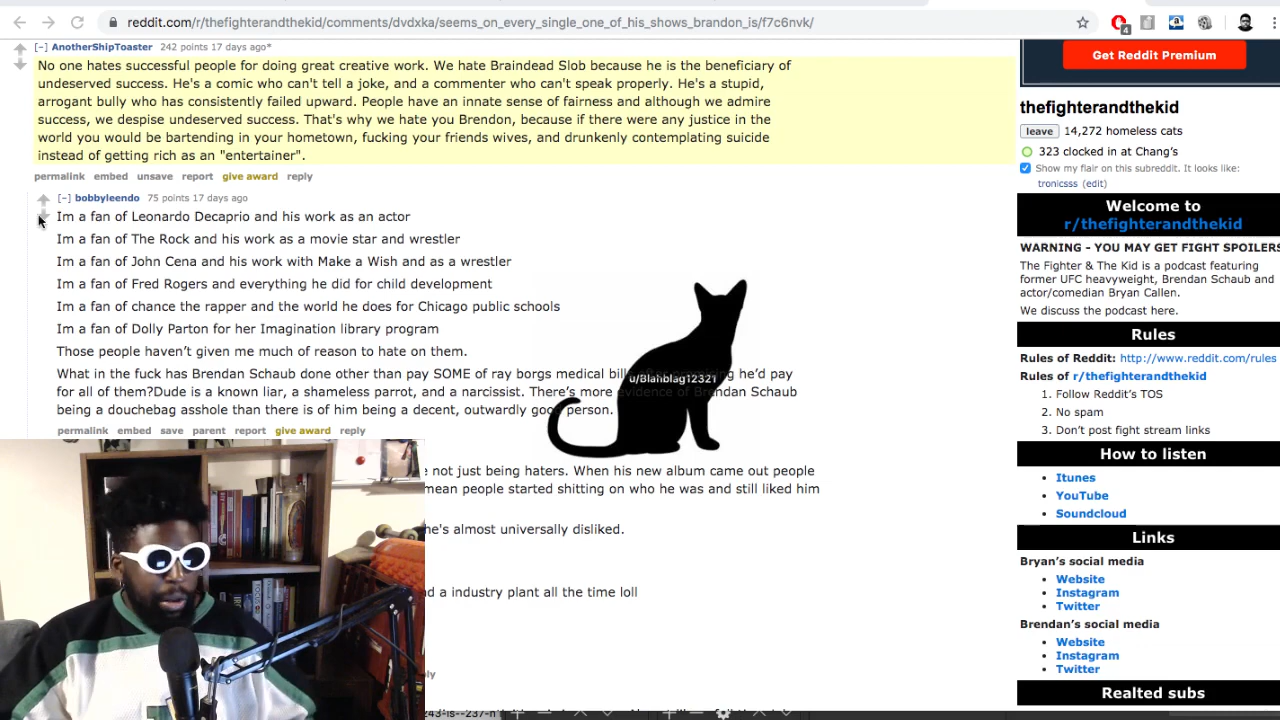 reddit.com/r/thefighterandthekid/comments/dvdxka/seems_on_every_single_one_of_his_shows_brandon_is/f7c6nvk/
4
[-] AnotherShipToaster 242 points 17 days ago*
No one hates successful people for doing great creative work. We hate Brindead Slob because he is the beneficiary of
undeserved success. He's a comic who can't tell a joke, and a commenter who can't speak properly. He's a stupid,
arrogant bully who has consistently failed upward. People have an innate sense of fairness and although we admire
success, we despise undeserved success. That's why we hate you Brendon, because if there were any justice in the
world you would be bartending in your hometown, fucking your friends wives, and drunkenly contemplating suicide
instead of getting rich as an "entertainer".
permalink embed unsave report give award reply
[-] bobbyleendo 75 points 17 days ago
Im a fan of Leonardo Decaprio and his work as an actor
Im a fan of The Rock and his work as a movie star and wrestler
Im a fan of John Cena and his work with Make a Wish and as a wrestler
Im a fan of Fred Rogers and everything he did for child development
Im a fan of chance the rapper and the world he does for Chicago public schools
Im a fan of Dolly Parton for her Imagination library program
Those people haven't given me much of reason to hate on them.
What in the fuck has Brendan Schaub done other than pay SOME of ray borgs medical he'd pay
for all of them?Dude is a known liar, a shameless parrot, and a narcissist. There's more evidence of Brendan Schaub
being a douchebag asshole than there is of him being a decent, outwardly good person.
u/Blahblag12321
permalink embed save parent report give award reply
not just being haters. When his new album came out people
mean people started shitting on who he was and still liked him
he's almost universally disliked.
a industry plant all the time loll
Get Reddit Premium
thefighterandthekid
leave 14,272 homeless cats
323 clocked in at Chang's
Show my flair on this subreddit. It looks like:
tronicsss (edit)
Welcome to
r/thefighterandthekid
WARNING - YOU MAY GET FIGHT SPOILERS
The Fighter & The Kid is a podcast featuring
former UFC heavyweight, Brendan Schaub and
actor/comedian Bryan Callen.
We discuss the podcast here.
Rules
Rules of Reddit: http://www.reddit.com/rules
Rules of r/thefighterandthekid
1. Follow Reddit's TOS
2. No spam
3. Don't post fight stream links
How to listen
• Itunes
• YouTube
• Soundcloud
Links
Bryan's social media
• Website
• Instagram
• Twitter
Brendan's social media
• Website
• Instagram
• Twitter
Realted subs